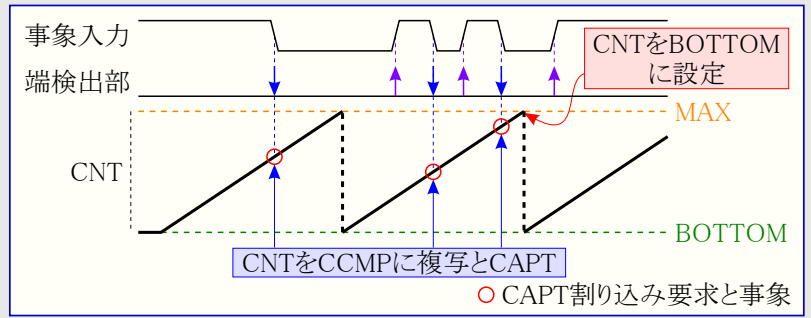 事象入力
CNTをBOTTOM
に設定
端検出部
MAX
CNT
BOTTOM
CNTをCCMPに複写とCAPT
CAPT割り込み要求と事象